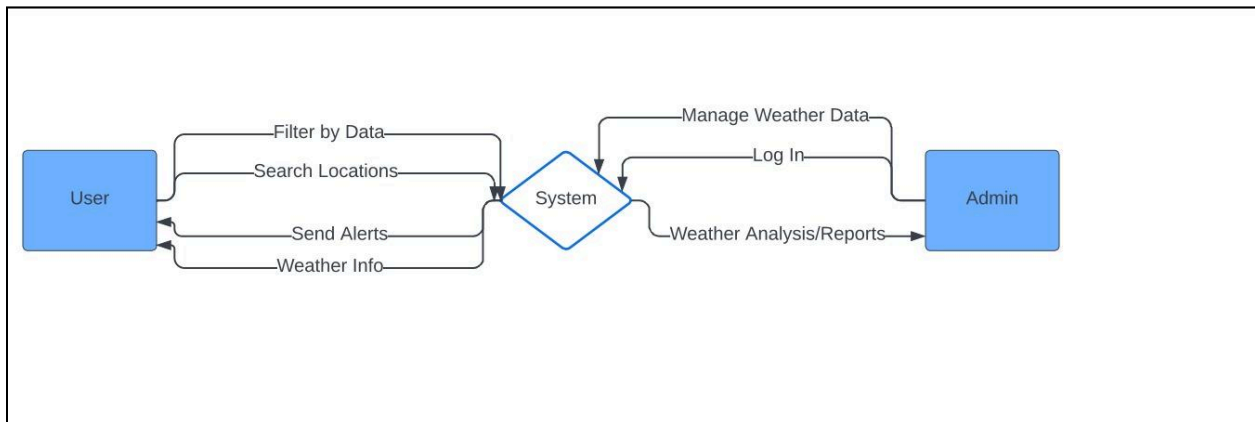 Filter by Data
Search Locations
User
Send Alerts
Weather Info
System
Manage Weather Data
Log In
Weather Analysis/Reports
Admin